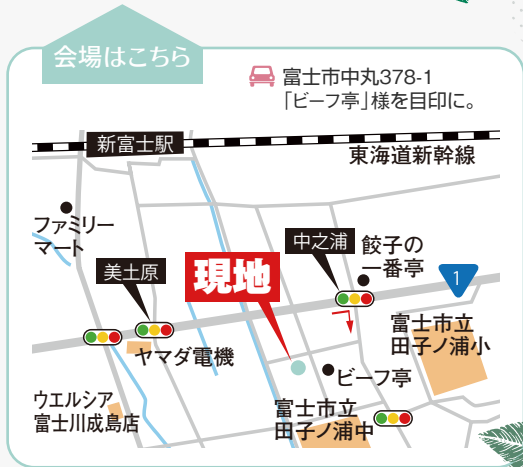 会場はこちら
富士市中丸378-1
「ビーフ亭」様を目印に。
新富士駅
東海道新幹線
ファミリー
マート
美土原
現地
中之浦
餃子の
一番亭
1
ヤマダ電機
富士市立
田子ノ浦小
ビーフ亭
ウエルシア
富士川成島店
富士市立
田子ノ浦中